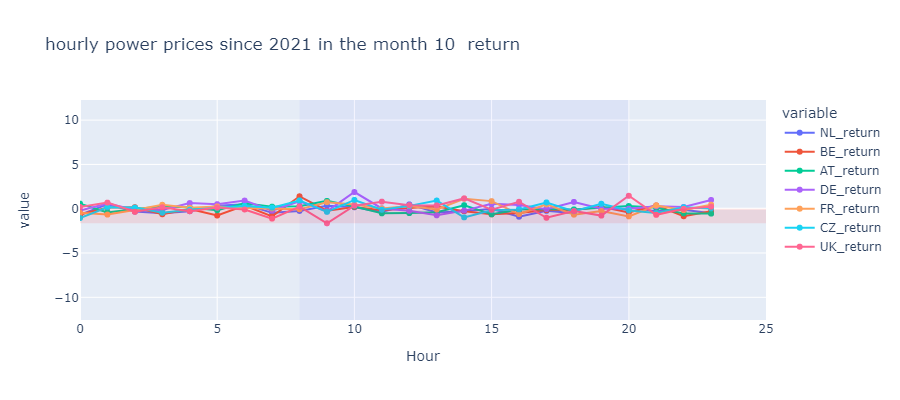 hourly power prices since 2021 in the month 10  return
variable
NL_return
BE_return
AT_return
DE_return
FR_return
CZ_return
UK_return
value
10
5
0
−5
−10
0
5
10
15
20
25
Hour